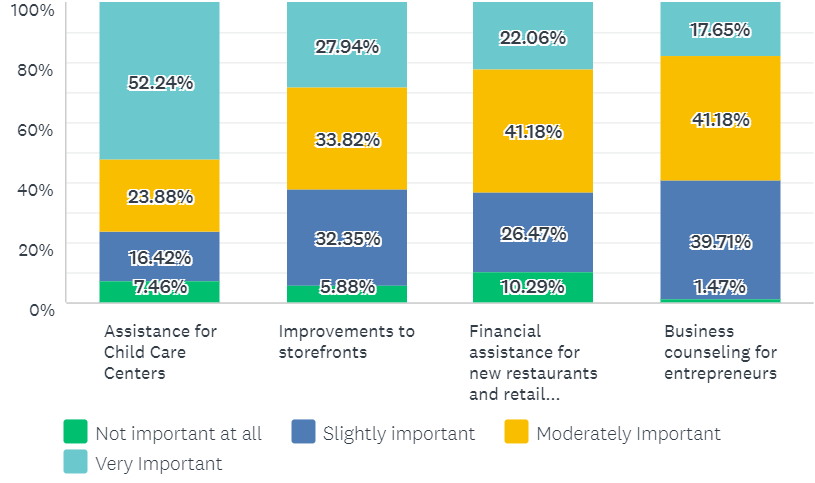 100%
80%
60%
40%
20%
0%
52.24%
23.88%
16.42%
7.46%
27.94%
33.82%
32.35%
5.88%
22.06%
41.18%
26.47%
10.29%
17.65%
41.18%
39.71%
1.47%
Assistance for
Child Care
Centers
Improvements to
storefronts
Financial
assistance for
new restaurants
and retail...
Business
counseling for
entrepreneurs
Not important at all
Slightly important
Moderately Important
Very Important